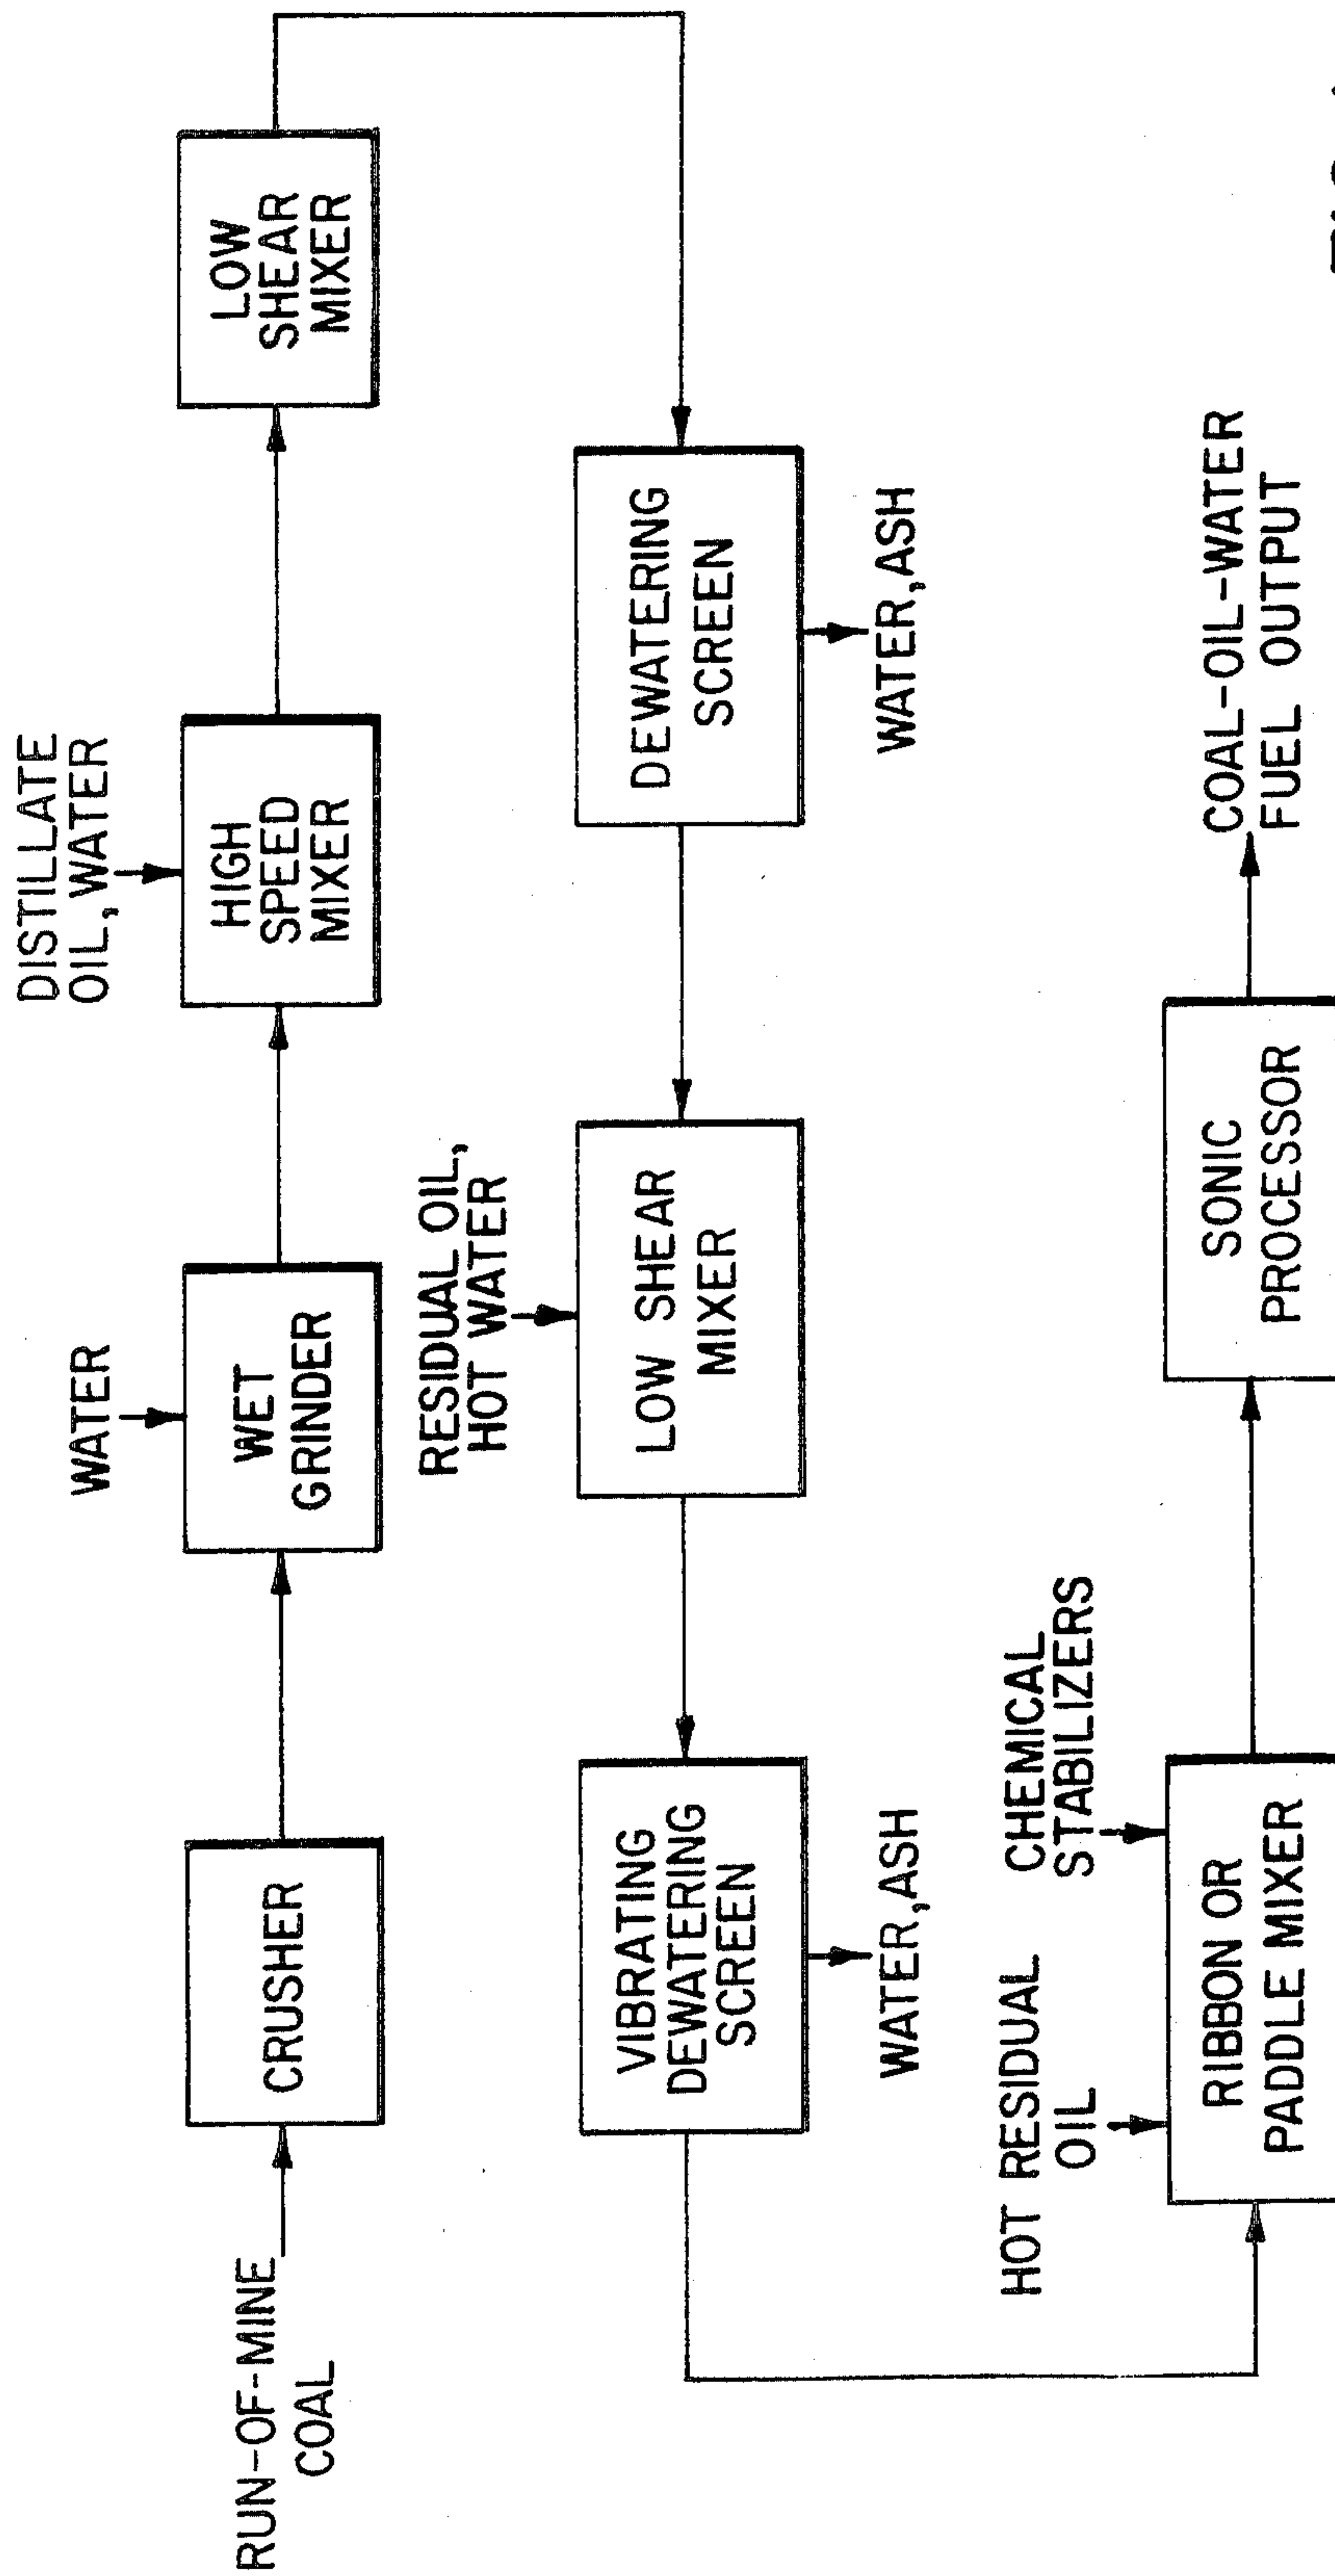 RUN-OF-MINE
COAL
CRUSHER
WATER
WET
GRINDER
DISTILLATE
OIL, WATER
HIGH
SPEED
MIXER
LOW
SHEAR
MIXER
DEWATERING
SCREEN
WATER, ASH
RESIDUAL OIL,
HOT WATER
LOW SHEAR
MIXER
VIBRATING
DEWATERING
SCREEN
WATER, ASH
HOT RESIDUAL
OIL
CHEMICAL
STABILIZERS
RIBBON OR
PADDLE MIXER
SONIC
PROCESSOR
COAL-OIL-WATER
FUEL OUTPUT